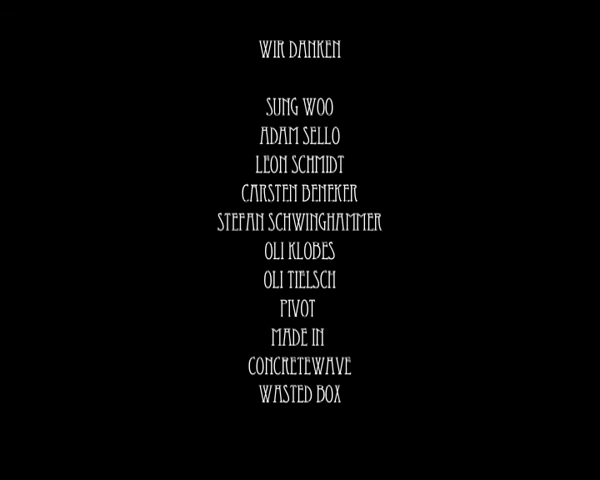 WIR DANKEN
SUNG WOO
ADAM SELLO
LEON SCHMIDT
CARSTEN BENEKER
STEFAN SCHWINGHAMMER
OLI KLOBES
OLI TIELSCH
PIVOT
MADE IN
CONCRETEWAVE
WASTED BOX